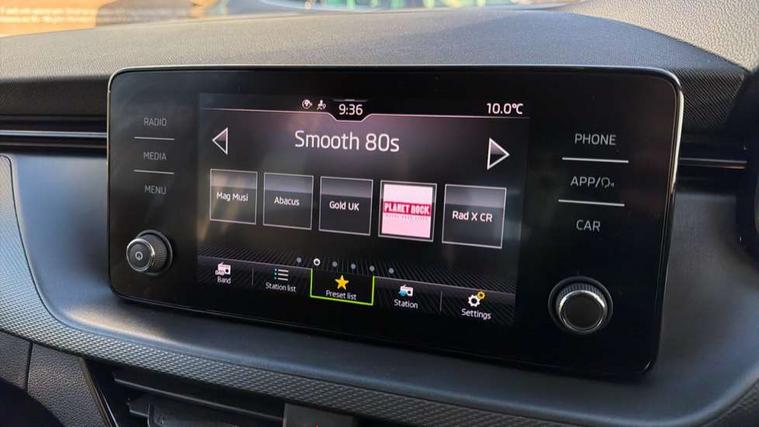 9:36
10.0°C
Smooth 80s
RADIO
MEDIA
MENU
PHONE
APP/
CAR
Mag Musi
Abacus
Gold UK
PLANET ROCK
Rad X CR
DAB
Band
Station list
Preset list
Station
Settings